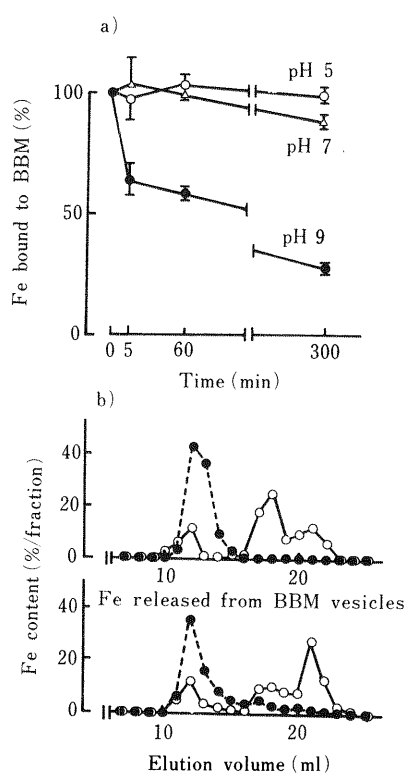 a)
Fe bound to BBM (%)
100
50
0
pH 5
pH 7
pH 9
0 5 60 300
Time (min)
b)
Fe content (%/fraction)
40
20
0
10 20
Fe released from BBM vesicles
40
20
0
10 20
Elution volume (ml)